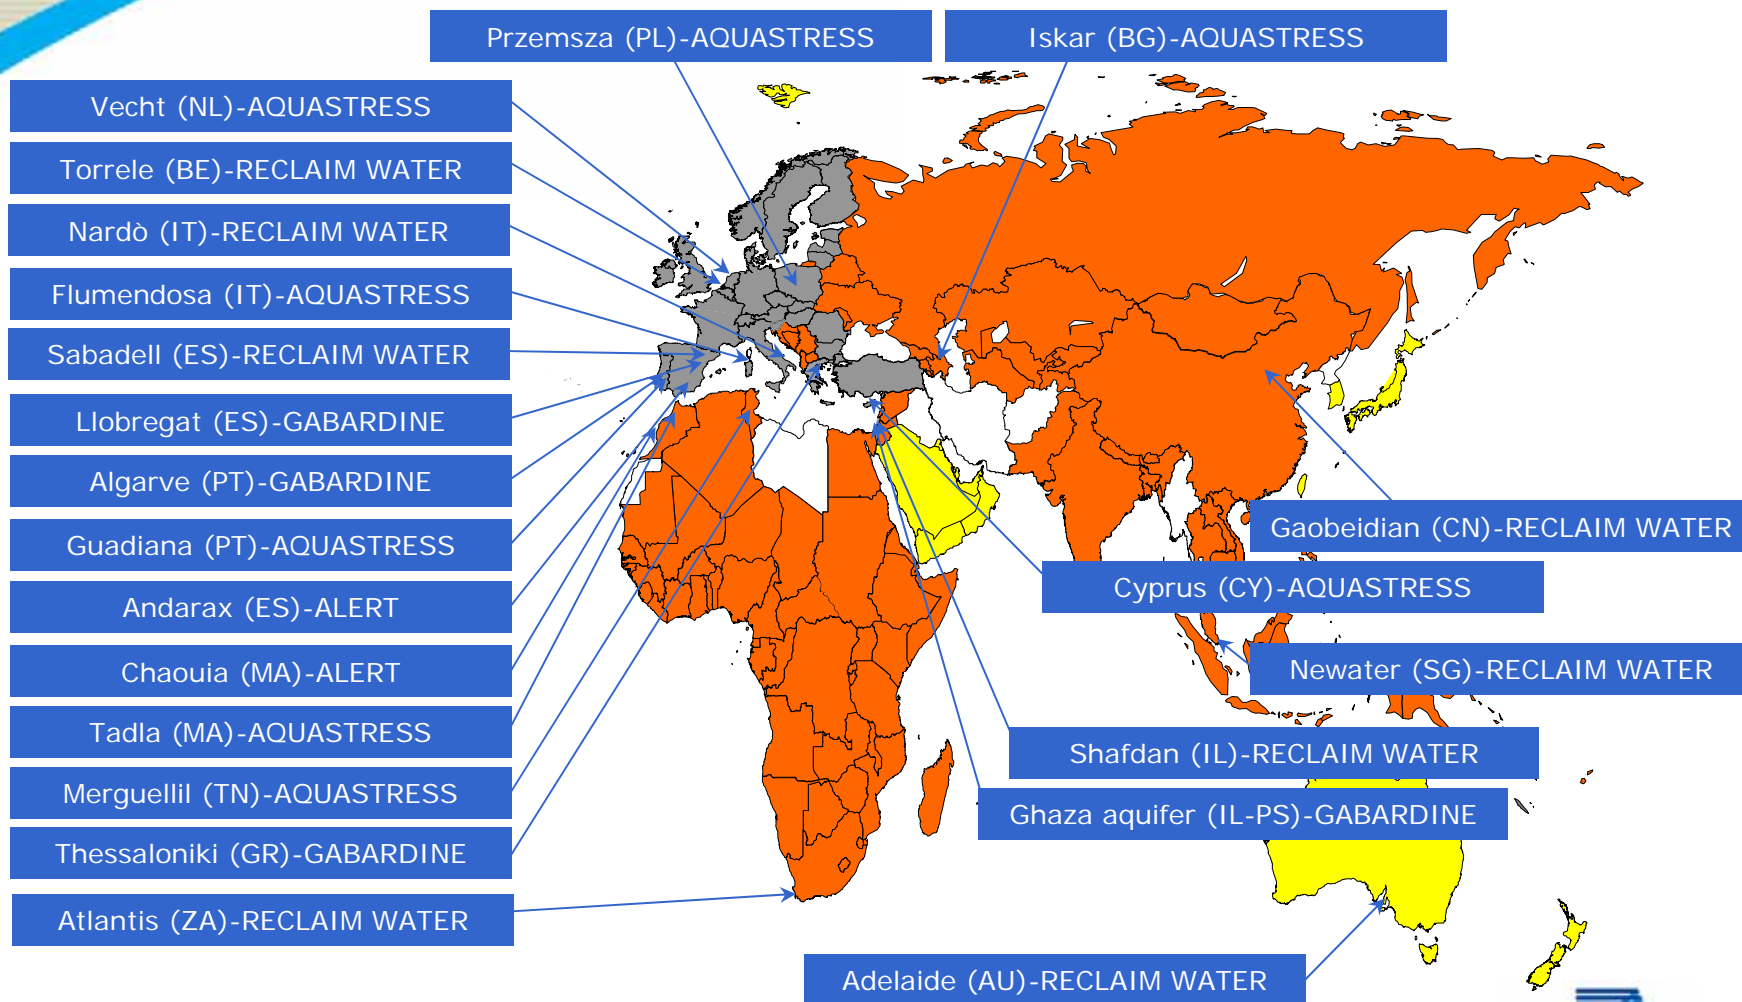 Przemsza (PL)-AQUASTRESS
Iskar (BG)-AQUASTRESS
Vecht (NL)-AQUASTRESS
Torrele (BE)-RECLAIM WATER
Nardò (IT)-RECLAIM WATER
Flumendosa (IT)-AQUASTRESS
Sabadell (ES)-RECLAIM WATER
Llobregat (ES)-GABARDINE
Algarve (PT)-GABARDINE
Guadiana (PT)-AQUASTRESS
Andarax (ES)-ALERT
Chaouia (MA)-ALERT
Tadla (MA)-AQUASTRESS
Merguellil (TN)-AQUASTRESS
Thessaloniki (GR)-GABARDINE
Atlantis (ZA)-RECLAIM WATER
Gaobeidian (CN)-RECLAIM WATER
Cyprus (CY)-AQUASTRESS
Newater (SG)-RECLAIM WATER
Shafdan (IL)-RECLAIM WATER
Ghaza aquifer (IL-PS)-GABARDINE
Adelaide (AU)-RECLAIM WATER